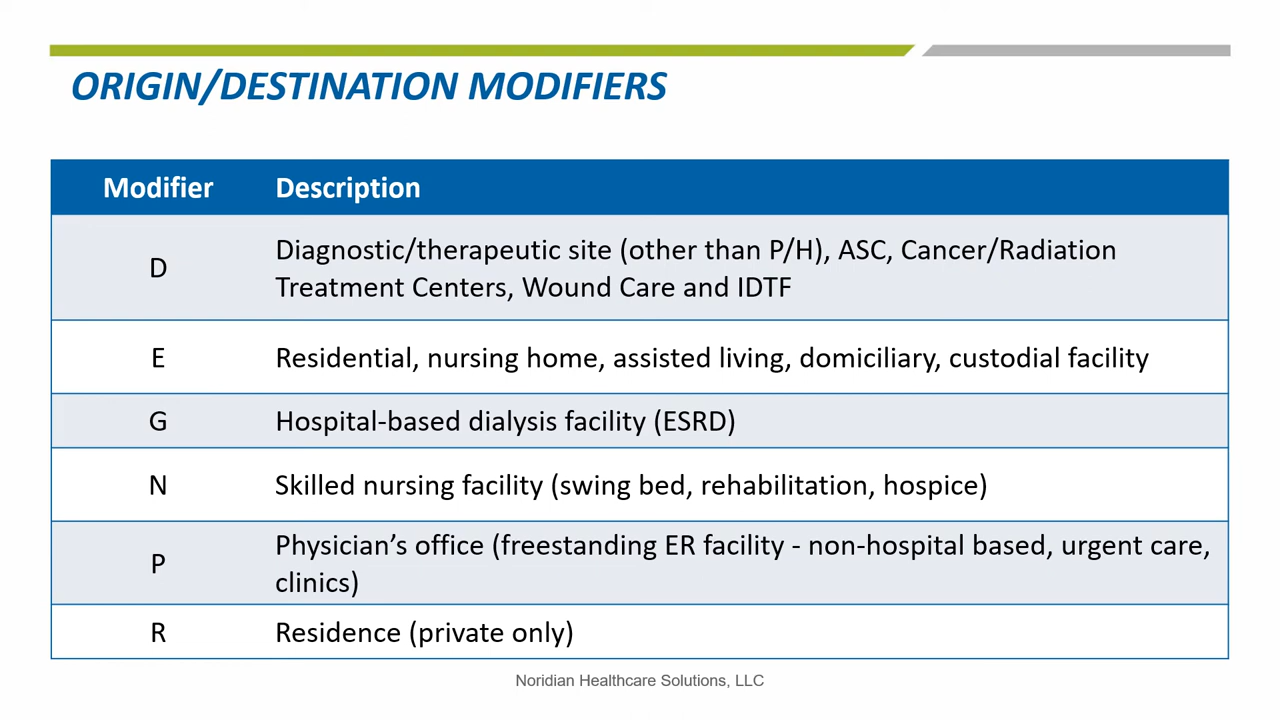 ORIGIN/DESTINATION MODIFIERS
Modifier Description
D Diagnostic/therapeutic site (other than P/H), ASC, Cancer/Radiation
Treatment Centers, Wound Care and IDTF
E Residential, nursing home, assisted living, domiciliary, custodial facility
G Hospital-based dialysis facility (ESRD)
N Skilled nursing facility (swing bed, rehabilitation, hospice)
P Physician’s office (freestanding ER facility - non-hospital based, urgent care,
clinics)
R Residence (private only)
Noridian Healthcare Solutions, LLC